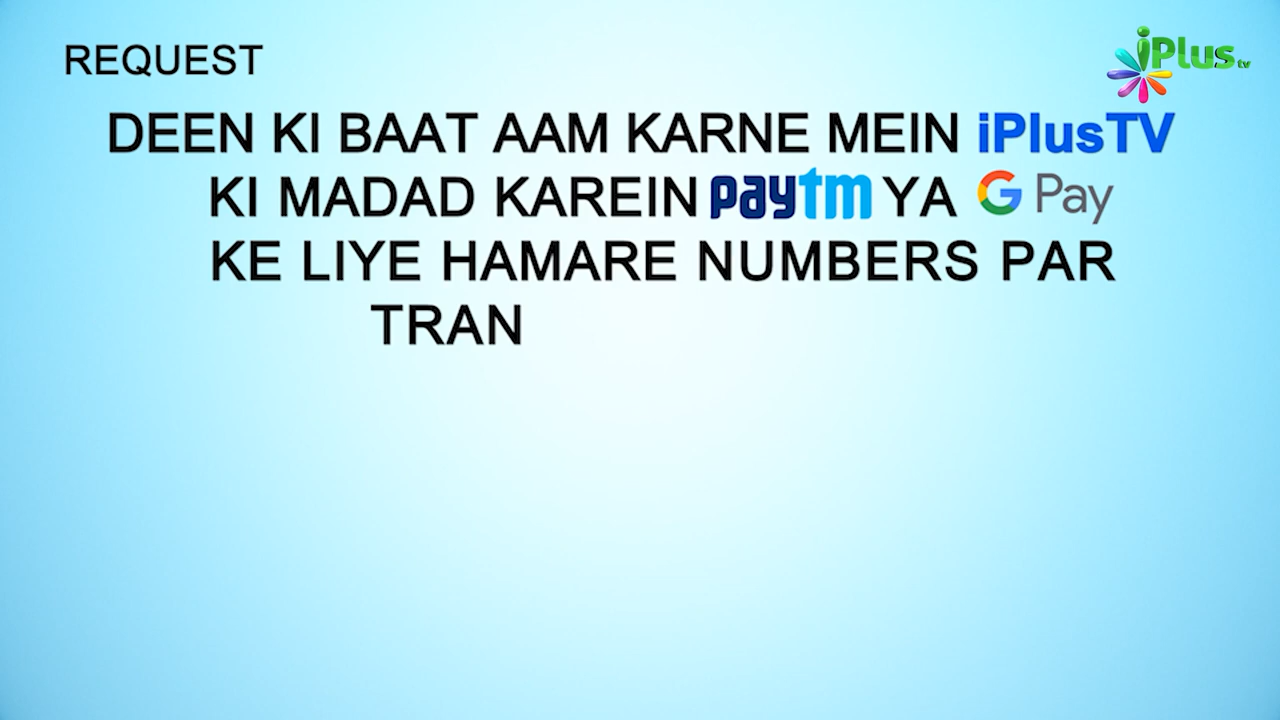 REQUEST
iPlus tv
DEEN KI BAAT AAM KARNE MEIN iPlusTV
KI MADAD KAREIN paytm YA G Pay
KE LIYE HAMARE NUMBERS PAR
TRAN